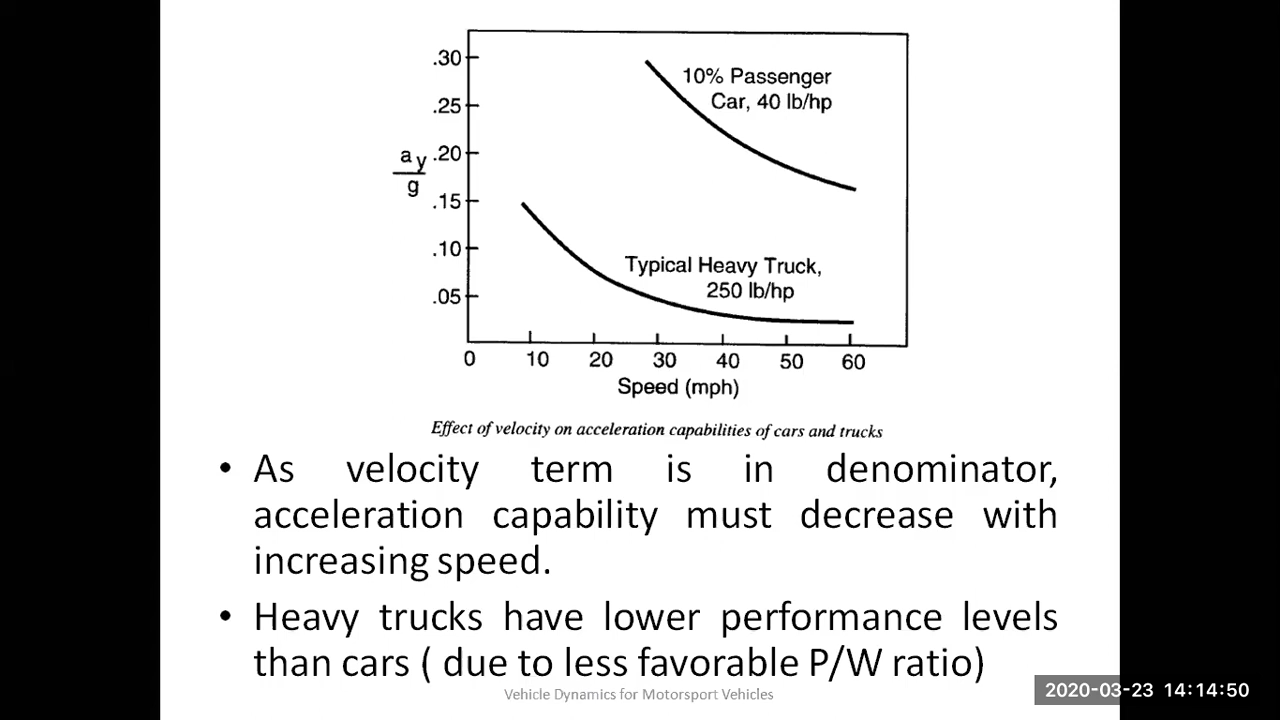 .30
10% Passenger
Car, 40 lb/hp
.25
.20
ay
g
.15
.10
Typical Heavy Truck,
250 lb/hp
.05
0 10 20 30 40 50 60
Speed (mph)
Effect of velocity on acceleration capabilities of cars and trucks
• As velocity term is in denominator,
acceleration capability must decrease with
increasing speed.
• Heavy trucks have lower performance levels
than cars ( due to less favorable P/W ratio)
Vehicle Dynamics for Motorsport Vehicles
2020-03-23 14:14:50